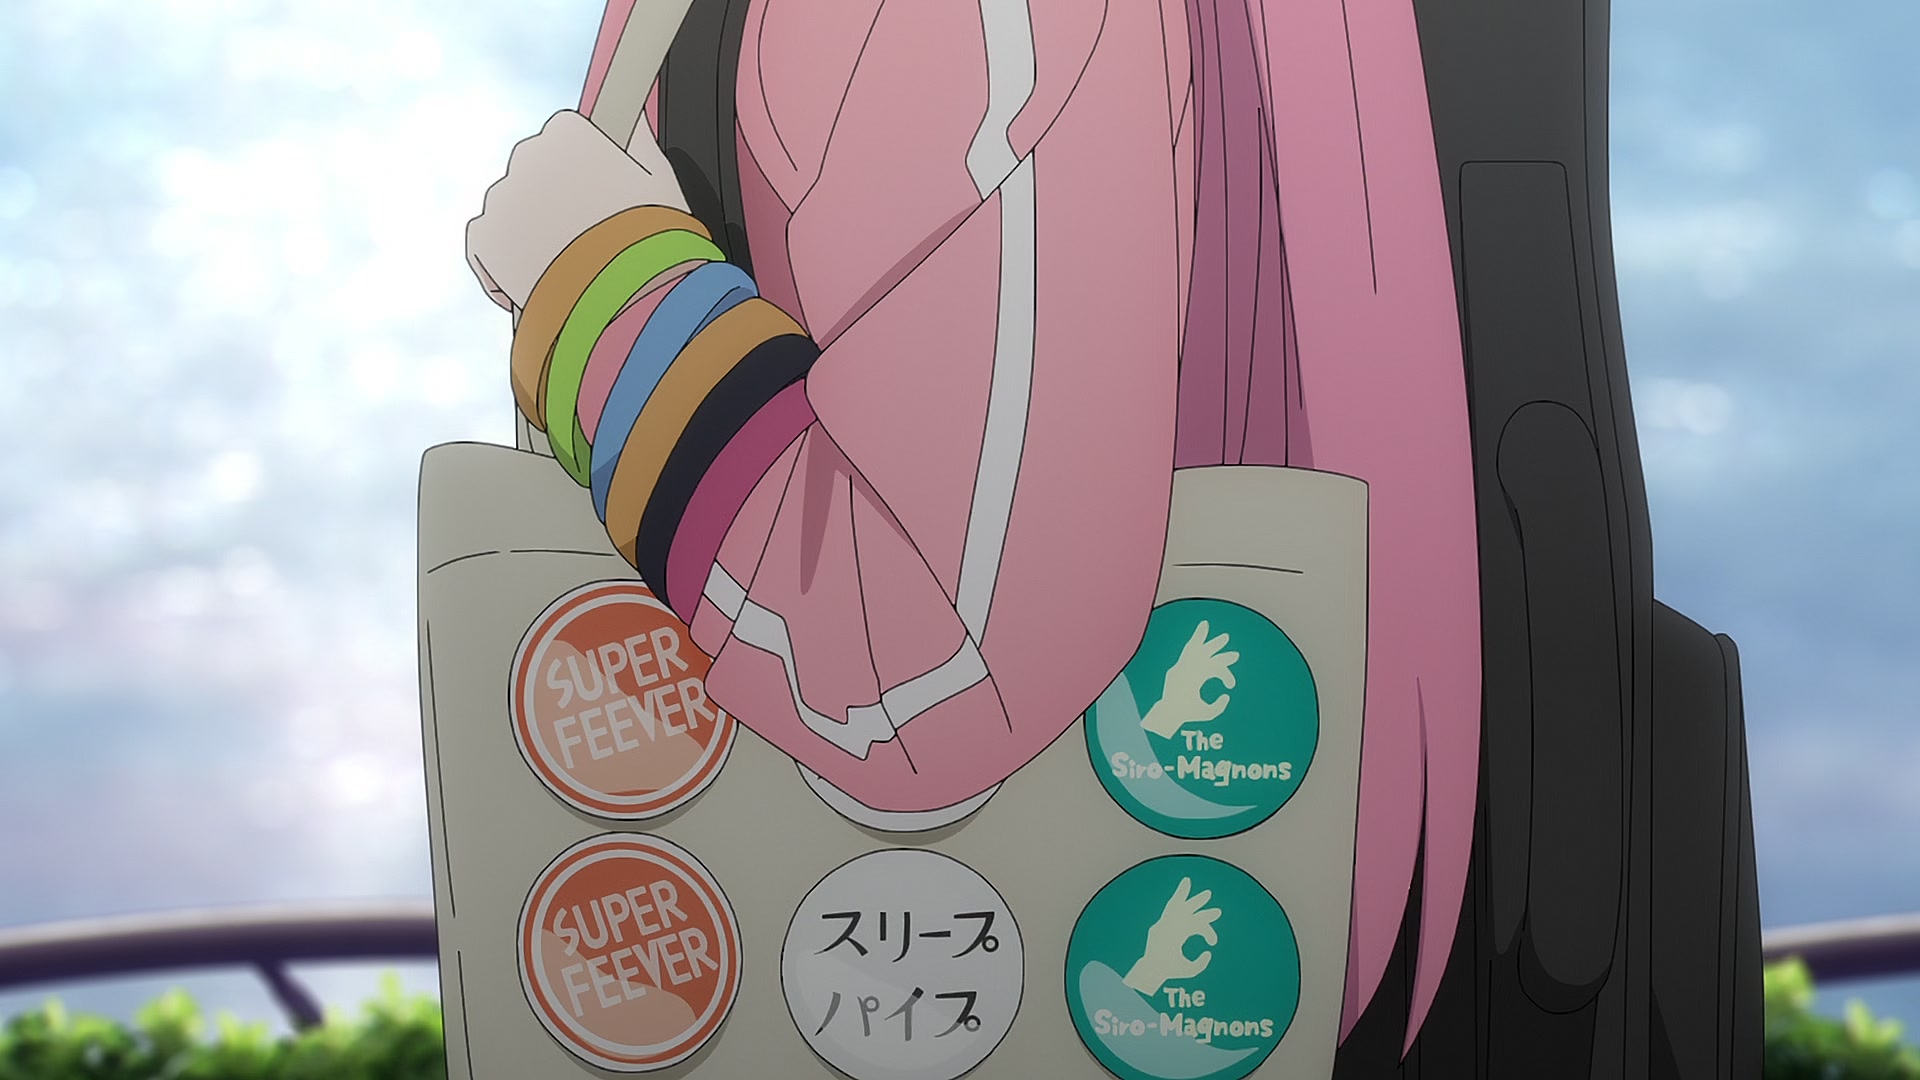 SUPER
FEEVER
The
Siro-Magnons
SUPER
FEEVER
スリープ
パイプ
The
Siro-Magnons